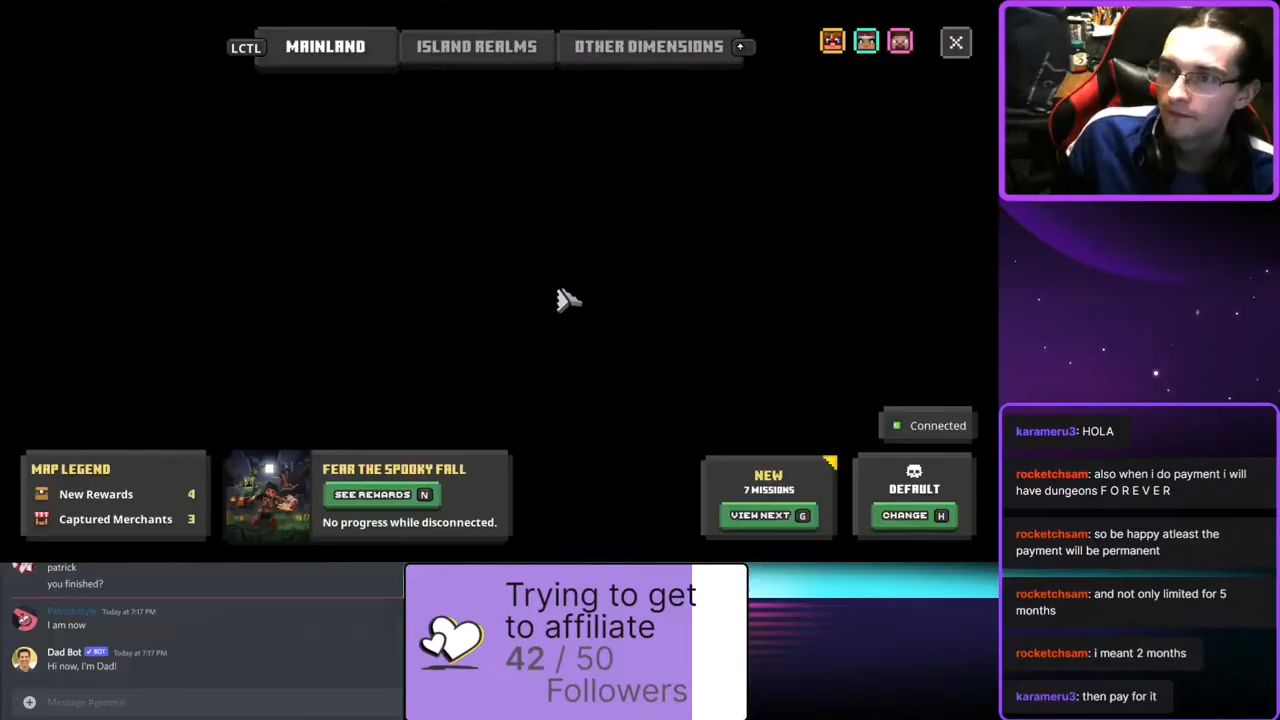 LCTL
MAINLAND
ISLAND REALMS
OTHER DIMENSIONS
Connected
MAP LEGEND
New Rewards 4
Captured Merchants 3
FEAR THE SPOOKY FALL
SEE REWARDS N
No progress while disconnected.
NEW
7 MISSIONS
VIEW NEXT G
DEFAULT
CHANGE H
patrick
you finished?
Today at 7:17 PM
I am now
Dad Bot BOT Today at 7:17 PM
Hi now, I'm Dad!
Message #general
Trying to get
to affiliate
42 / 50
Followers
karameru3: HOLA
rocketchsam: also when i do payment i will
have dungeons F O R E V E R
rocketchsam: so be happy atleast the
payment will be permanent
rocketchsam: and not only limited for 5
months
rocketchsam: i meant 2 months
karameru3: then pay for it